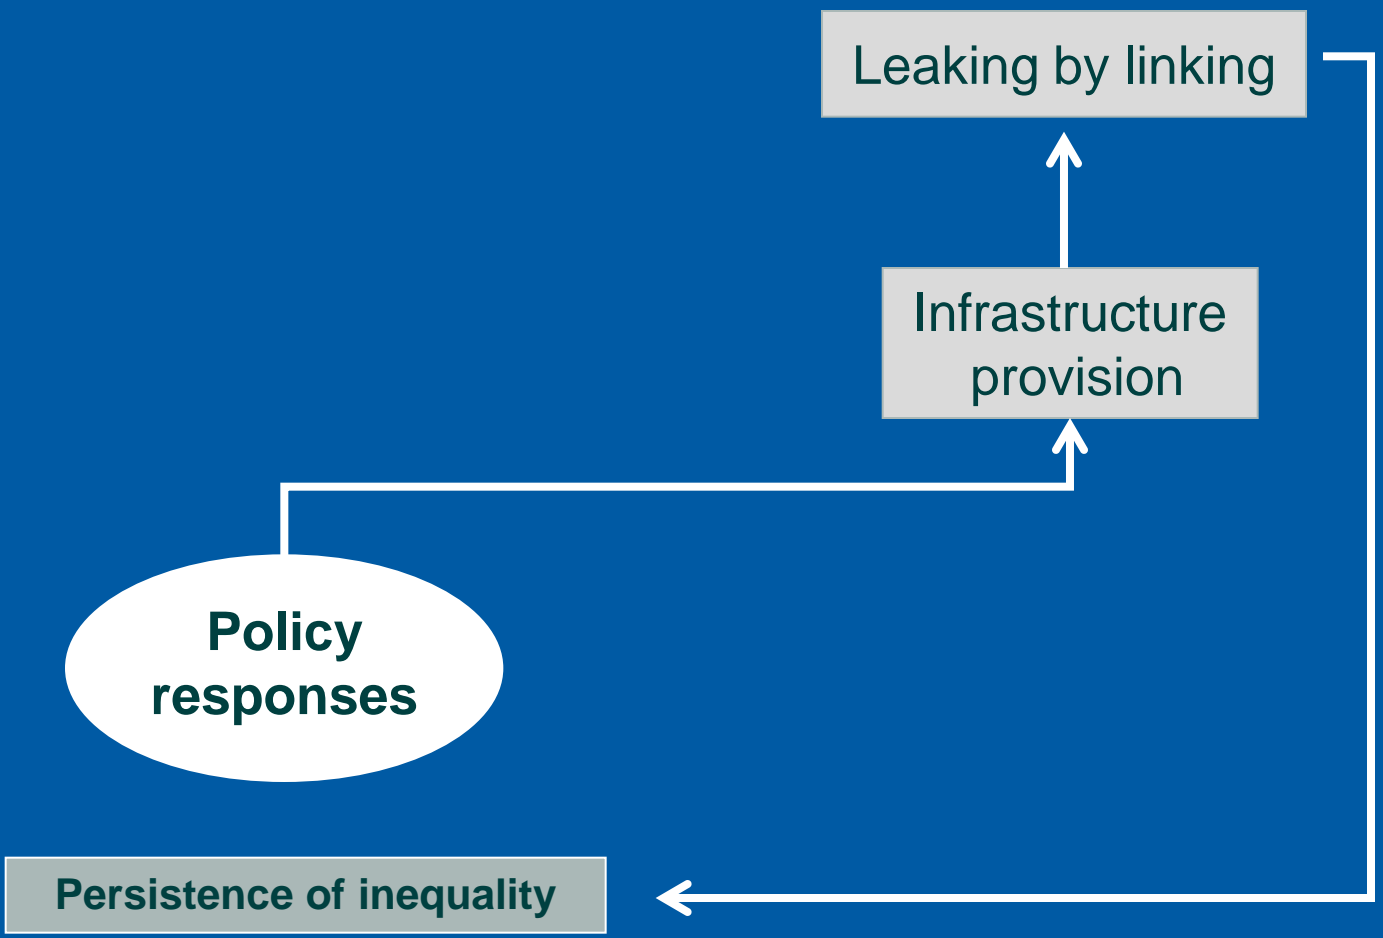 Leaking by linking
Infrastructure
provision
Policy
responses
Persistence of inequality